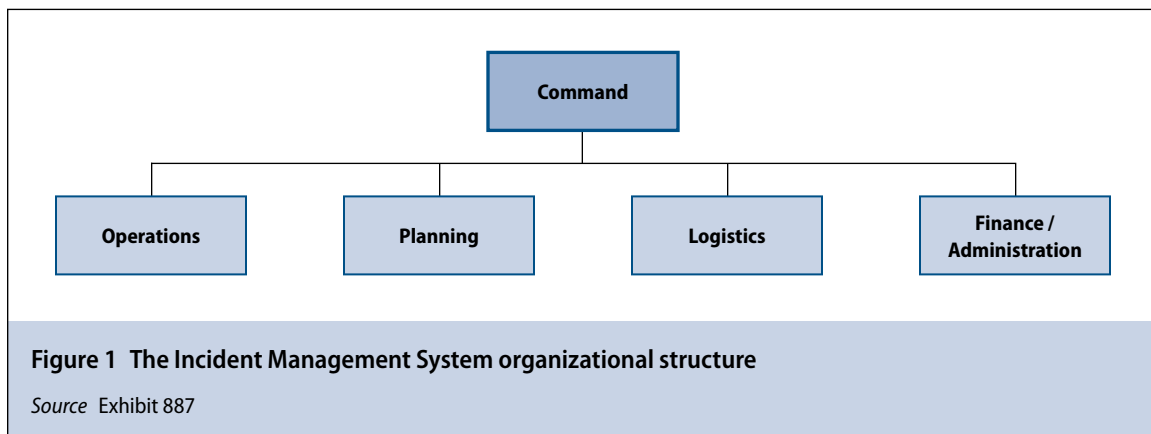 Command
Operations
Planning
Logistics
Finance /
Administration
Figure 1 The Incident Management System organizational structure
Source Exhibit 887